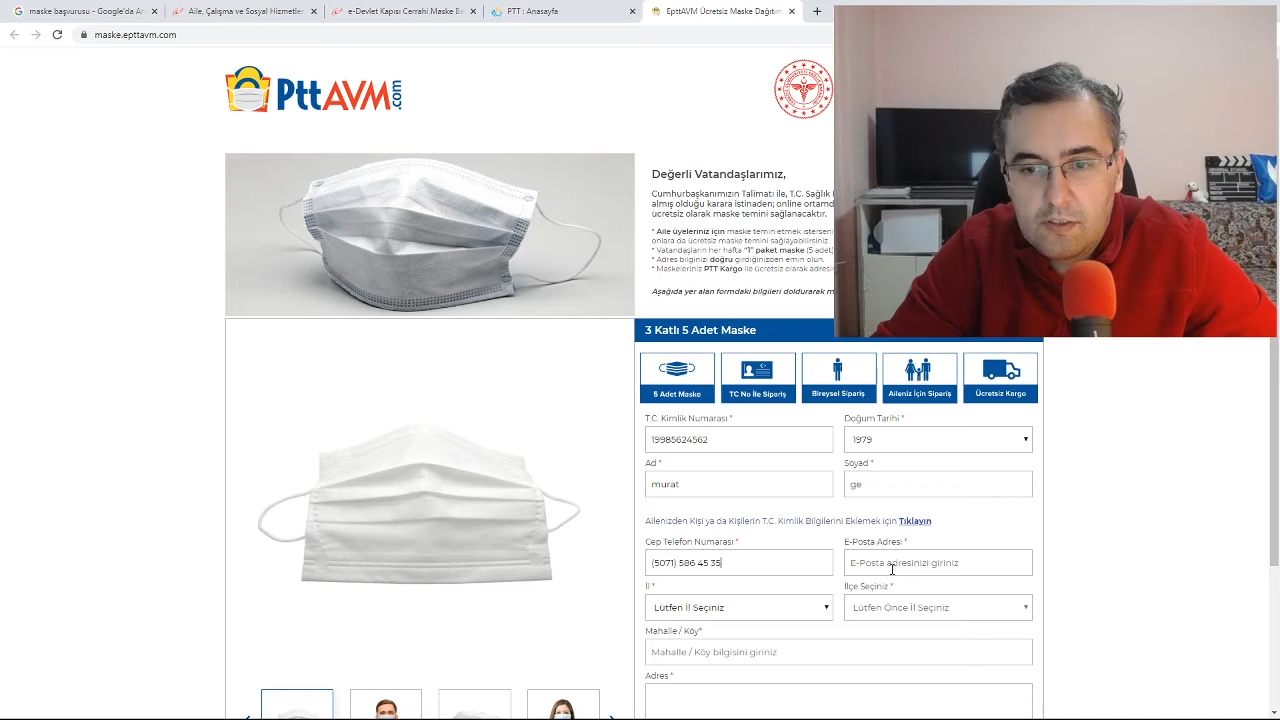 maske başvurusu - Google'da Ar
Aile, Çalışma ve Sosyal Hizmetler
e-Devlet Kapısı Cerrahi Maske Ba
PTT : Anasayfa
EpttAVM Ücretsiz Maske Dağıtım
maske.epttavm.com
PttAVM.com
Değerli Vatandaşlarımız,
Cumhurbaşkanımızın Talimatı ile, T.C. Sağlık
almış olduğu karara istinaden, online ortamd
ücretsiz olarak maske temini sağlanacaktır.
* Aile üyeleriniz için maske temin etmek isterseni
onlara da ücretsiz maske temini sağlayabilirsiniz.
* Vatandaşların her hafta "1" paket maske (5 adet)
* Adres bilginizi doğru girdiğinizden emin olun.
* Maskeleriniz PTT Kargo ile ücretsiz olarak adresi
Aşağıda yer alan formdaki bilgileri doldurarak m
3 Katlı 5 Adet Maske
5 Adet Maske
TC No İle Sipariş
Bireysel Sipariş
Aileniz İçin Sipariş
Ücretsiz Kargo
T.C. Kimlik Numarası *
Doğum Tarihi *
19985624562
1979
Ad *
Soyad *
murat
ge
Ailenizden Kişi ya da Kişilerin T.C. Kimlik Bilgilerini Eklemek için Tıklayın
Cep Telefon Numarası *
E-Posta Adresi *
(5071) 586 45 35
E-Posta adresinizi giriniz
İl *
İlçe Seçiniz *
Lütfen İl Seçiniz
Lütfen Önce İl Seçiniz
Mahalle / Köy*
Mahalle / Köy bilgisini giriniz
Adres *